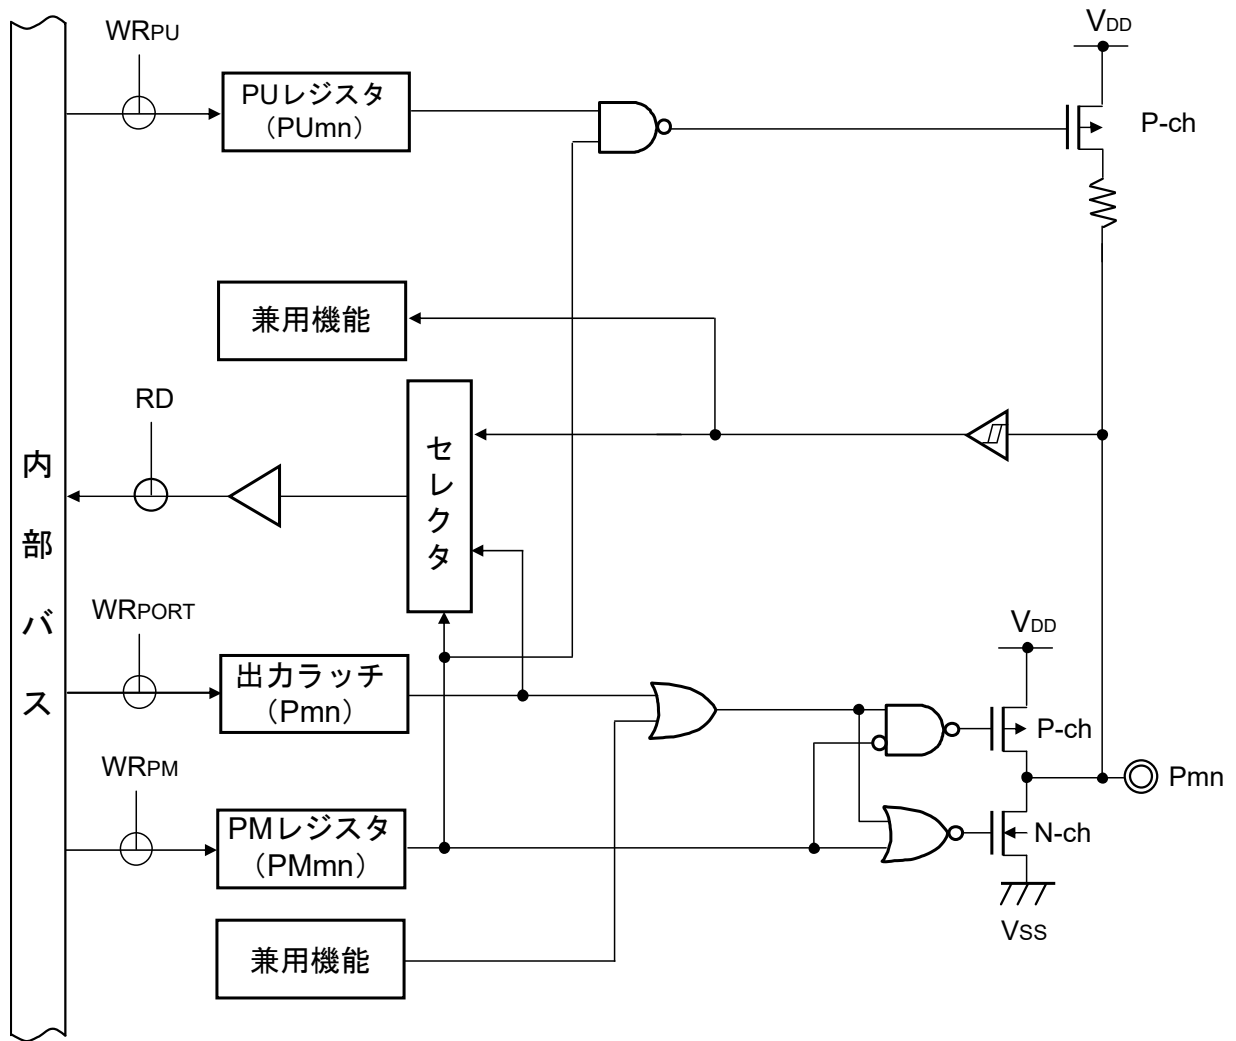 WRPU
VDD
PUレジスタ
（PUmn）
P-ch
兼用機能
RD
セレクタ
内部バス
WRPORT
VDD
出力ラッチ
（Pmn）
P-ch
WRPM
Pmn
PMレジスタ
（PMmn）
N-ch
兼用機能
VSS